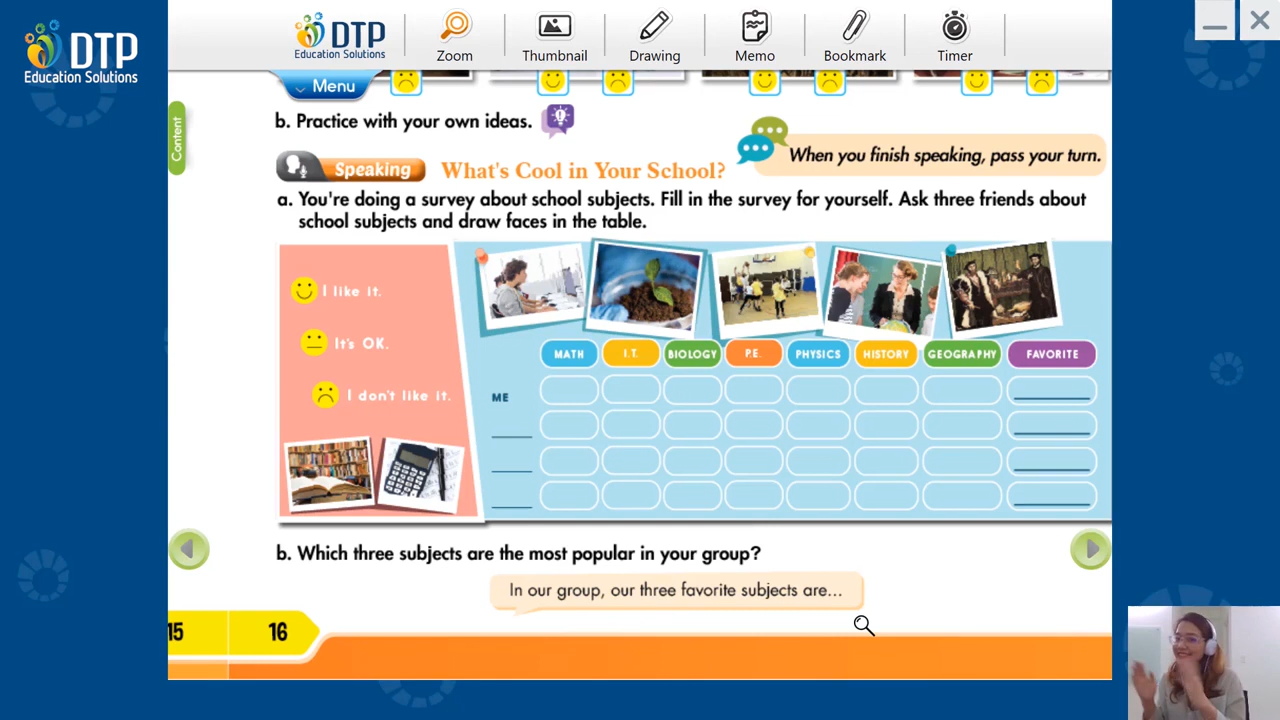 DTP
Education Solutions
DTP
Education Solutions
Zoom
Thumbnail
Drawing
Memo
Bookmark
Timer
Menu
Content
b. Practice with your own ideas.
When you finish speaking, pass your turn.
Speaking
What's Cool in Your School?
a. You're doing a survey about school subjects. Fill in the survey for yourself. Ask three friends about
school subjects and draw faces in the table.
I like it.
It's OK.
I don't like it.
MATH
I.T.
BIOLOGY
P.E.
PHYSICS
HISTORY
GEOGRAPHY
FAVORITE
ME
b. Which three subjects are the most popular in your group?
In our group, our three favorite subjects are...
15
16